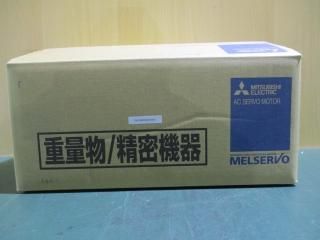 MITSUBISHI
ELECTRIC
AC SERVO MOTOR
重量物/精密機器
MELSERVO